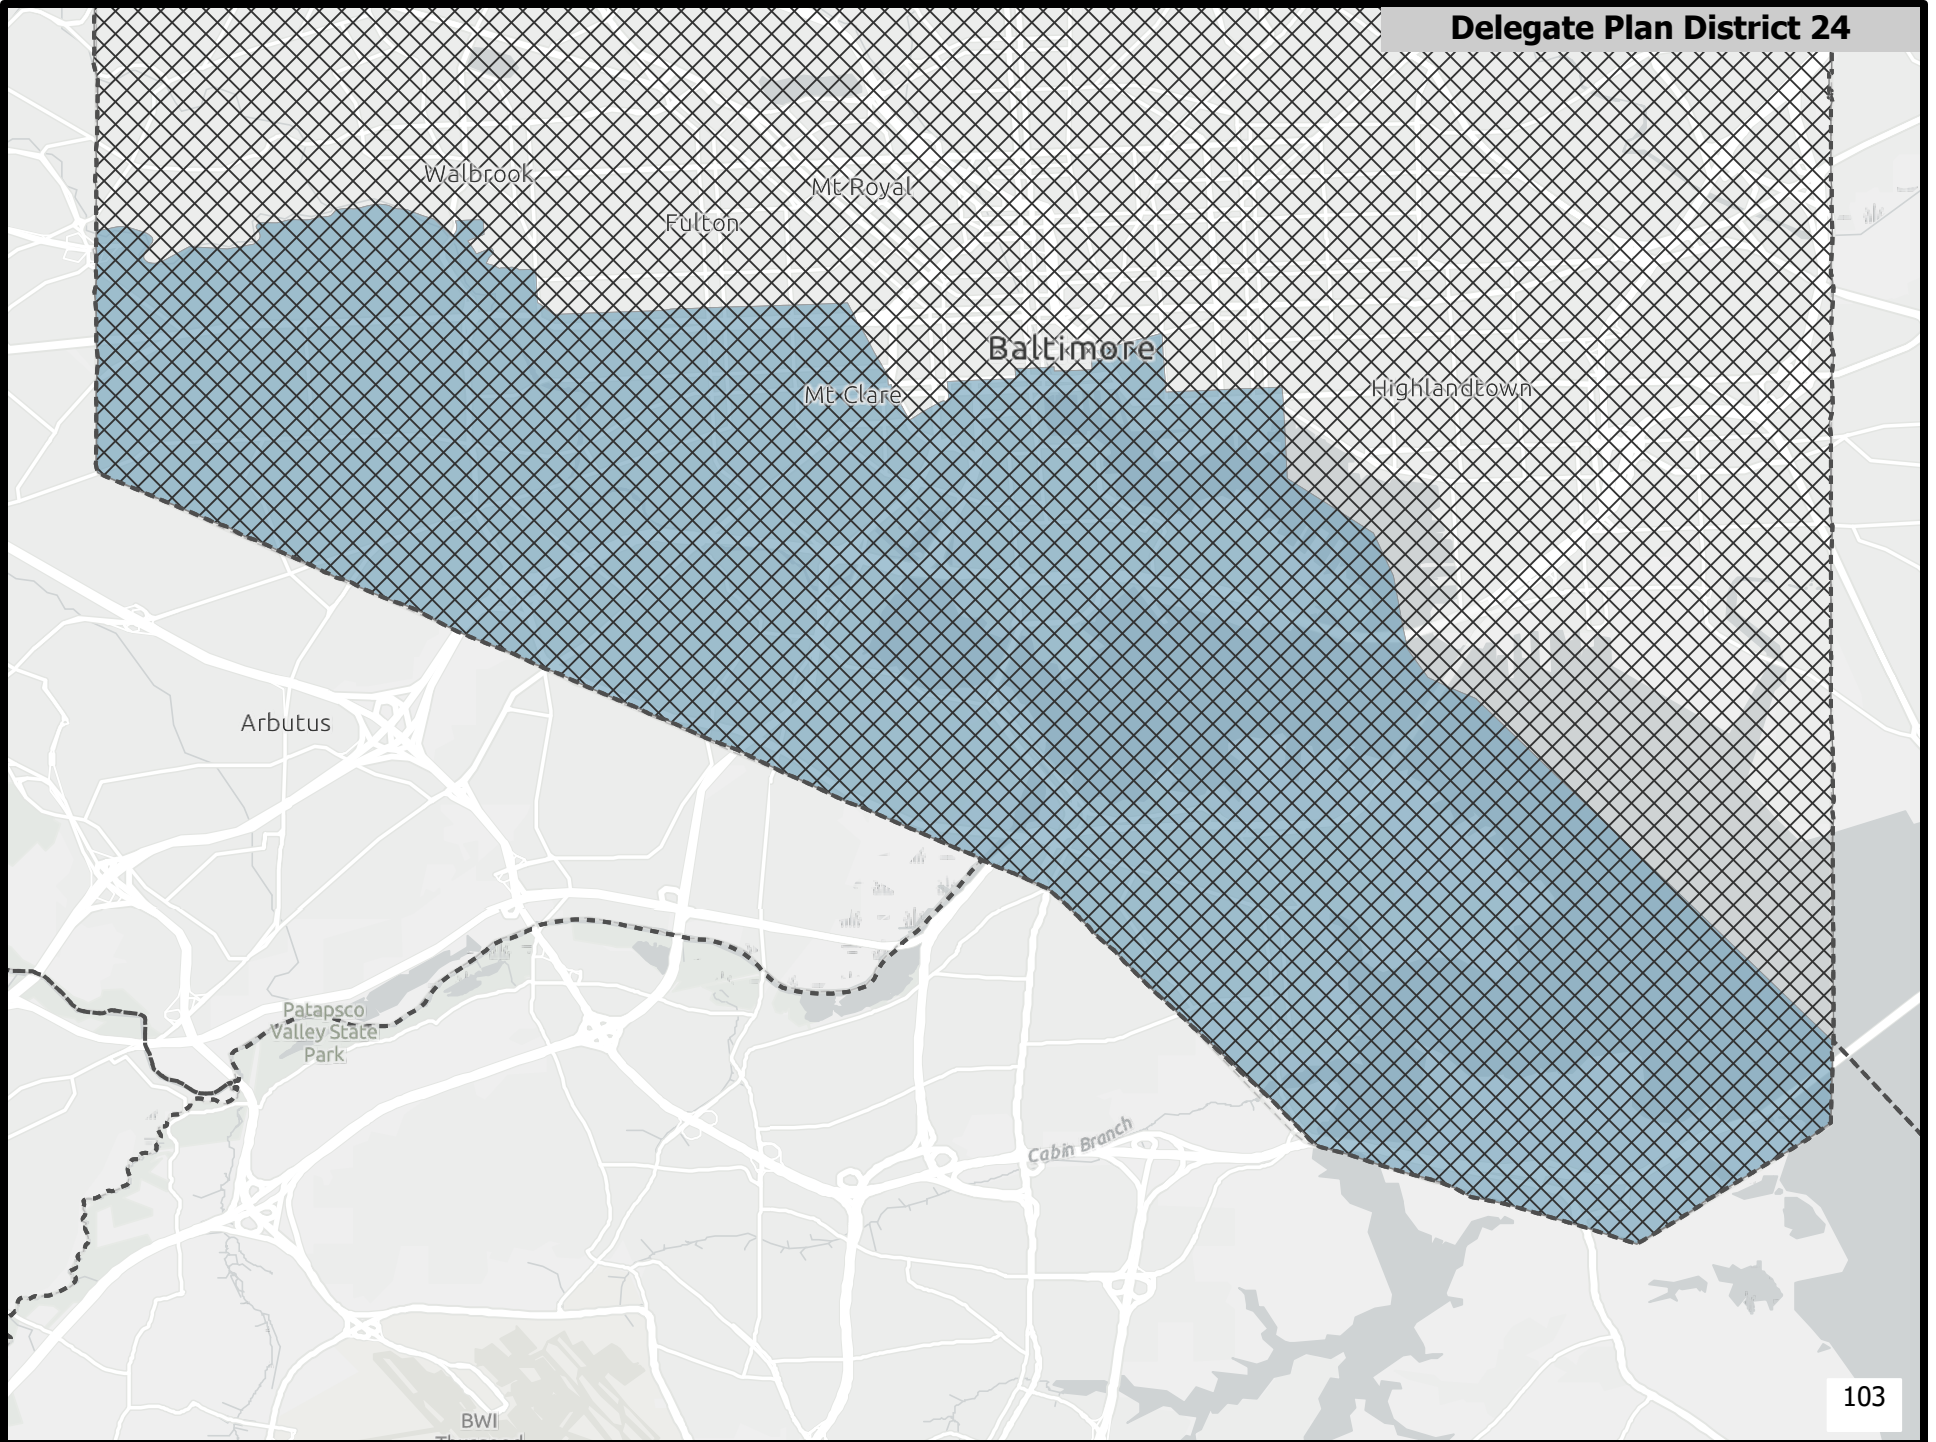 Delegate Plan District 24
Walbrook
Mt Royal
Fulton
Baltimore
Mt Clare
Highlandtown
Arbutus
Patapsco
Valley State
Park
Cabin Branch
BWI
103